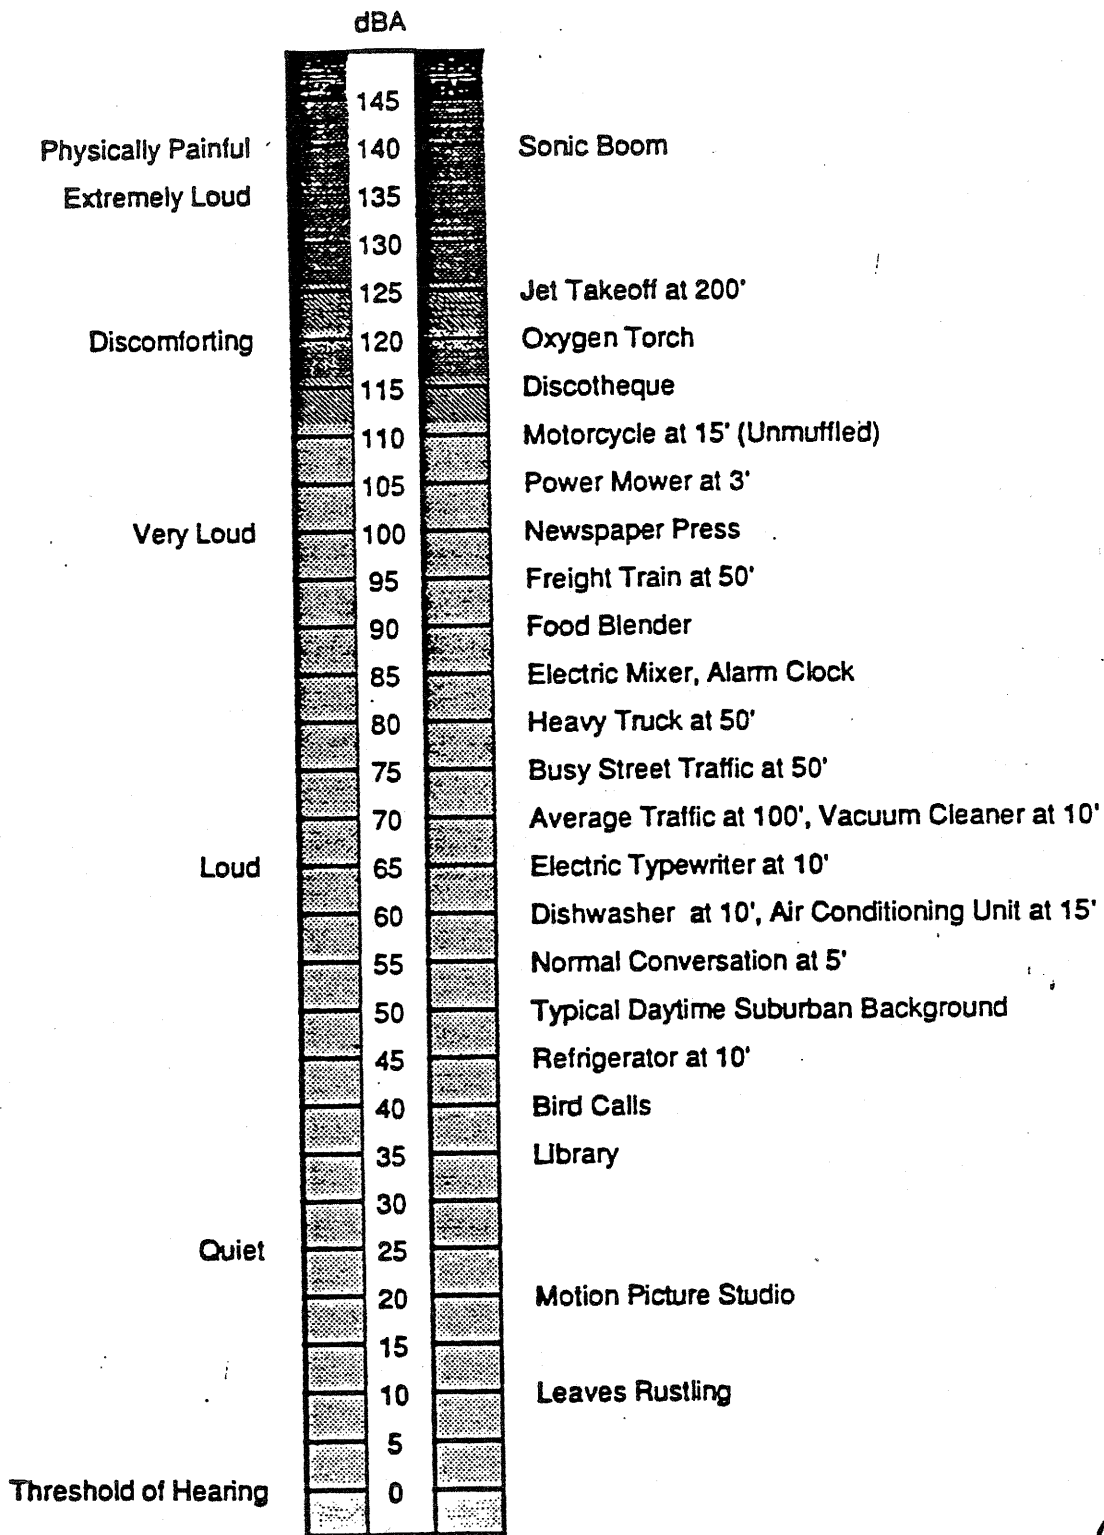 dBA
145
Physically Painful 140 Sonic Boom
Extremely Loud 135
130
125 Jet Takeoff at 200'
Discomforting 120 Oxygen Torch
115 Discotheque
110 Motorcycle at 15' (Unmuffled)
105 Power Mower at 3'
Very Loud 100 Newspaper Press
95 Freight Train at 50'
90 Food Blender
85 Electric Mixer, Alarm Clock
80 Heavy Truck at 50'
75 Busy Street Traffic at 50'
70 Average Traffic at 100', Vacuum Cleaner at 10'
Loud 65 Electric Typewriter at 10'
60 Dishwasher at 10', Air Conditioning Unit at 15'
55 Normal Conversation at 5'
50 Typical Daytime Suburban Background
45 Refrigerator at 10'
40 Bird Calls
35 Library
30
Quiet 25
20 Motion Picture Studio
15
10 Leaves Rustling
5
Threshold of Hearing 0